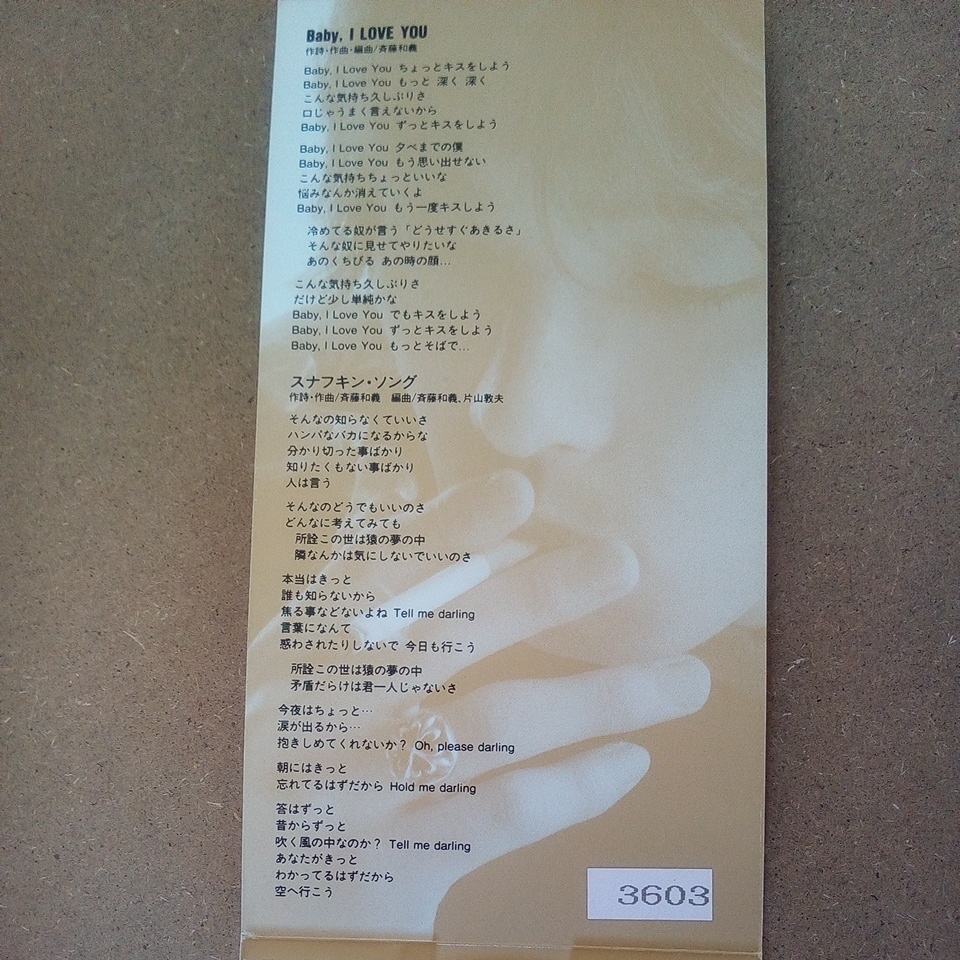 Baby, I LOVE YOU
作詩・作曲・編曲/斉藤和義
Baby, I Love You ちょっとキスをしよう
Baby, I Love You もっと 深く 深く
こんな気持ち久しぶりさ
口じゃうまく言えないから
Baby, I Love You ずっとキスをしよう
Baby, I Love You 夕べまでの僕
Baby, I Love You もう思い出せない
こんな気持ちちょっといいな
悩みなんか消えていくよ
Baby, I Love You もう一度キスしよう
冷めてる奴が言う「どうせすぐあきるさ」
そんな奴に見せてやりたいな
あのくちびる あの時の顔…
こんな気持ち久しぶりさ
だけど少し単純かな
Baby, I Love You でもキスをしよう
Baby, I Love You ずっとキスをしよう
Baby, I Love You もっとそばで…
スナフキン・ソング
作詩・作曲/斉藤和義 編曲/斉藤和義、片山敦夫
そんなの知らなくていいさ
ハンパなバカになるからな
分かり切った事ばかり
知りたくもない事ばかり
人は言う
そんなのどうでもいいのさ
どんなに考えてみても
所詮この世は猿の夢の中
隣なんかは気にしないでいいのさ
本当はきっと
誰も知らないから
焦る事などないよね Tell me darling
言葉になんて
惑わされたりしないで 今日も行こう
所詮この世は猿の夢の中
矛盾だらけは君一人じゃないさ
今夜はちょっと…
涙が出るから…
抱きしめてくれないか？ Oh, please darling
朝にはきっと
忘れてるはずだから Hold me darling
答はずっと
昔からずっと
吹く風の中なのか？ Tell me darling
あなたがきっと
わかってるはずだから
空へ行こう
3603